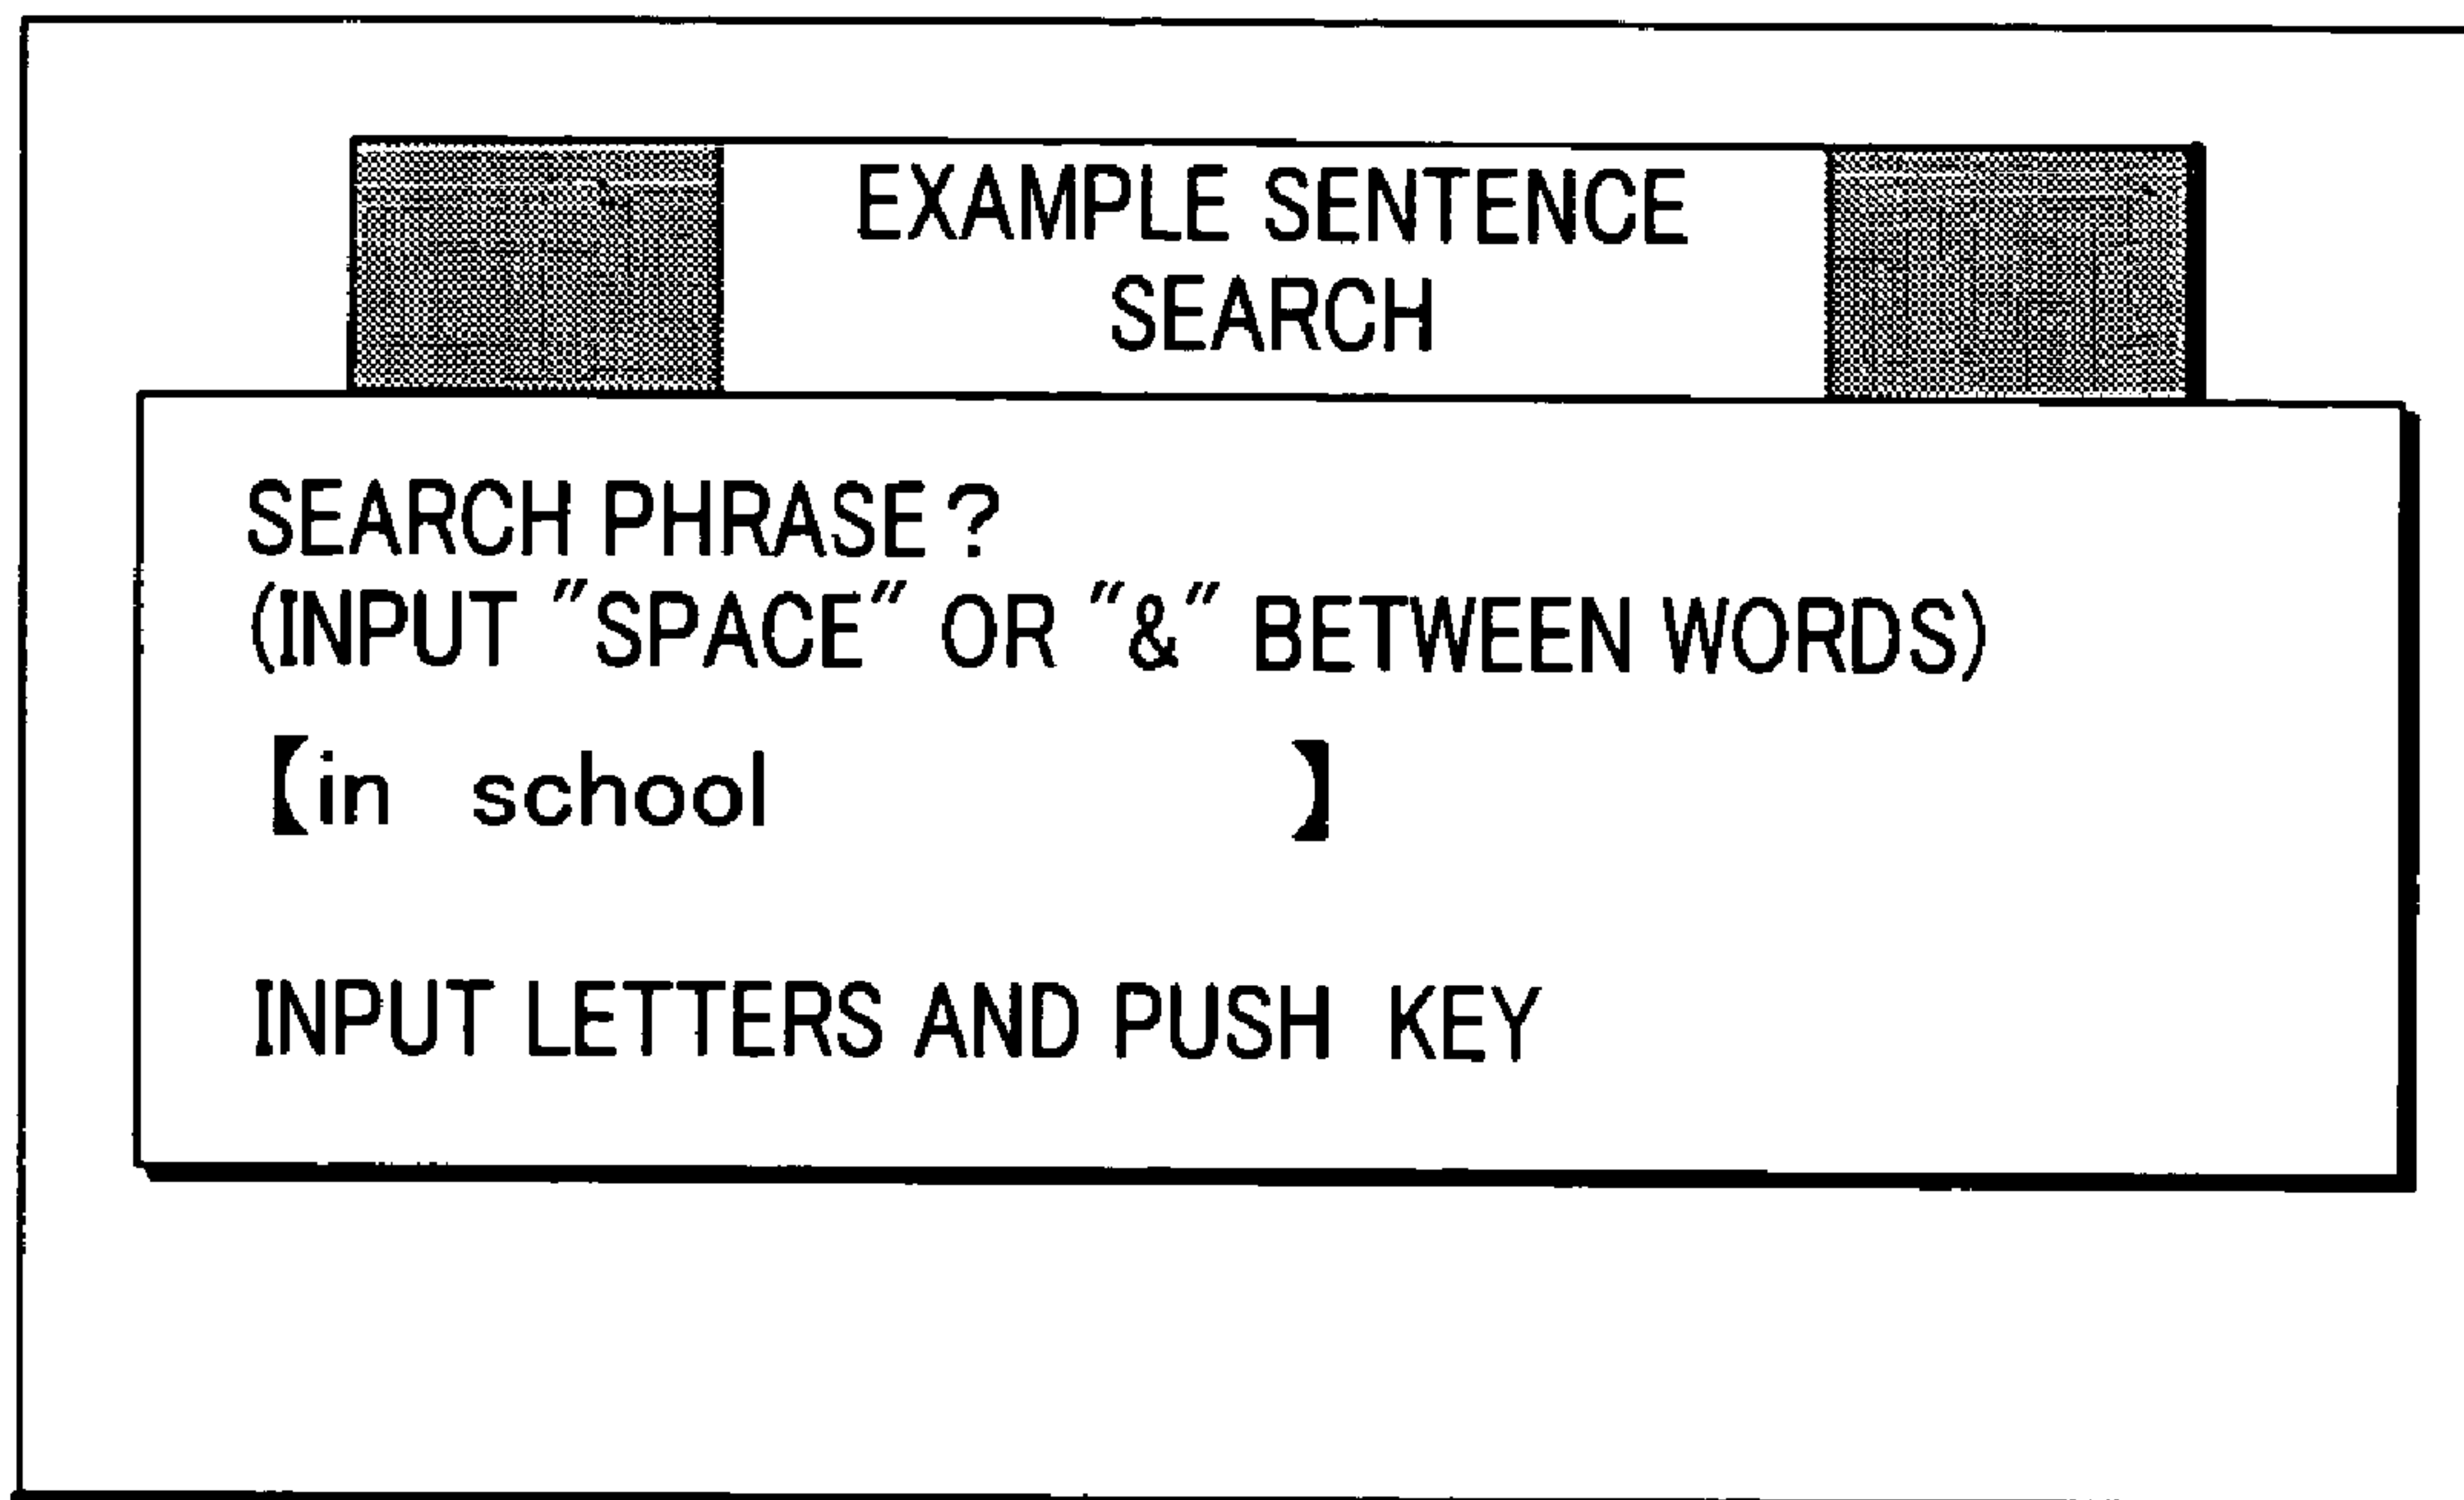 EXAMPLE SENTENCE
SEARCH
SEARCH PHRASE?
(INPUT "SPACE" OR "&" BETWEEN WORDS)
【in school 】
INPUT LETTERS AND PUSH KEY